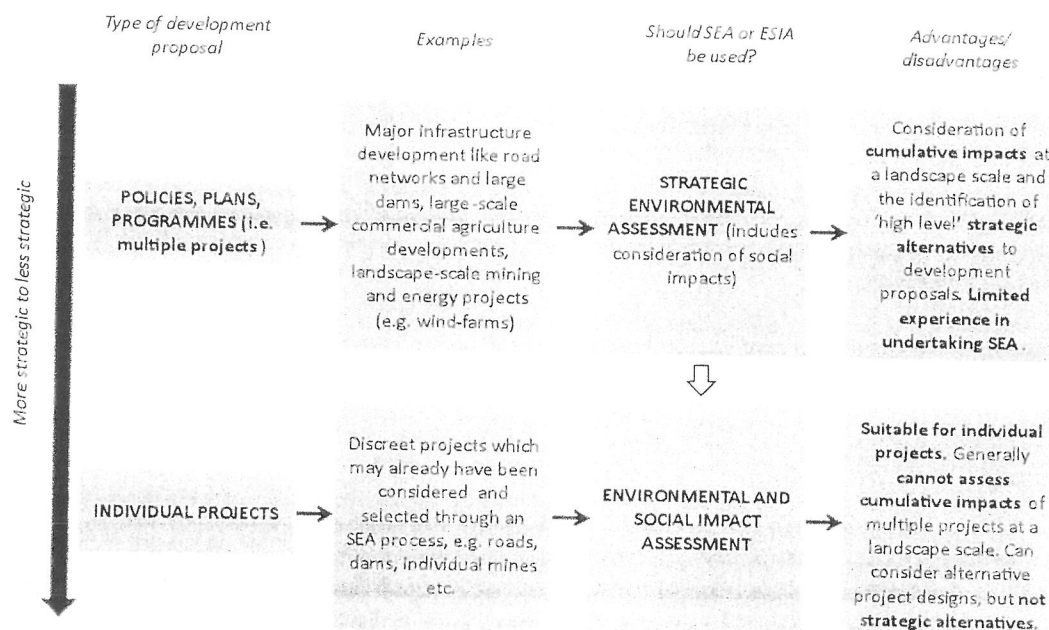 Type of development
proposal
Examples
Should SEA or ESIA
be used?
Advantages/
disadvantages
More strategic to less strategic
POLICIES, PLANS,
PROGRAMMES (i.e.
multiple projects)
Major infrastructure
development like road
networks and large
dams, large-scale
commercial agriculture
developments,
landscape-scale mining
and energy projects
(e.g. wind-farms)
STRATEGIC
ENVIRONMENTAL
ASSESSMENT (includes
consideration of social
impacts)
Consideration of
cumulative impacts at
a landscape scale and
the identification of
'high level' strategic
alternatives to
development
proposals. Limited
experience in
undertaking SEA.
INDIVIDUAL PROJECTS
Discreet projects which
may already have been
considered and
selected through an
SEA process, e.g. roads,
dams, individual mines
etc.
ENVIRONMENTAL AND
SOCIAL IMPACT
ASSESSMENT
Suitable for individual
projects. Generally
cannot assess
cumulative impacts of
multiple projects at a
landscape scale. Can
consider alternative
project designs, but not
strategic alternatives.